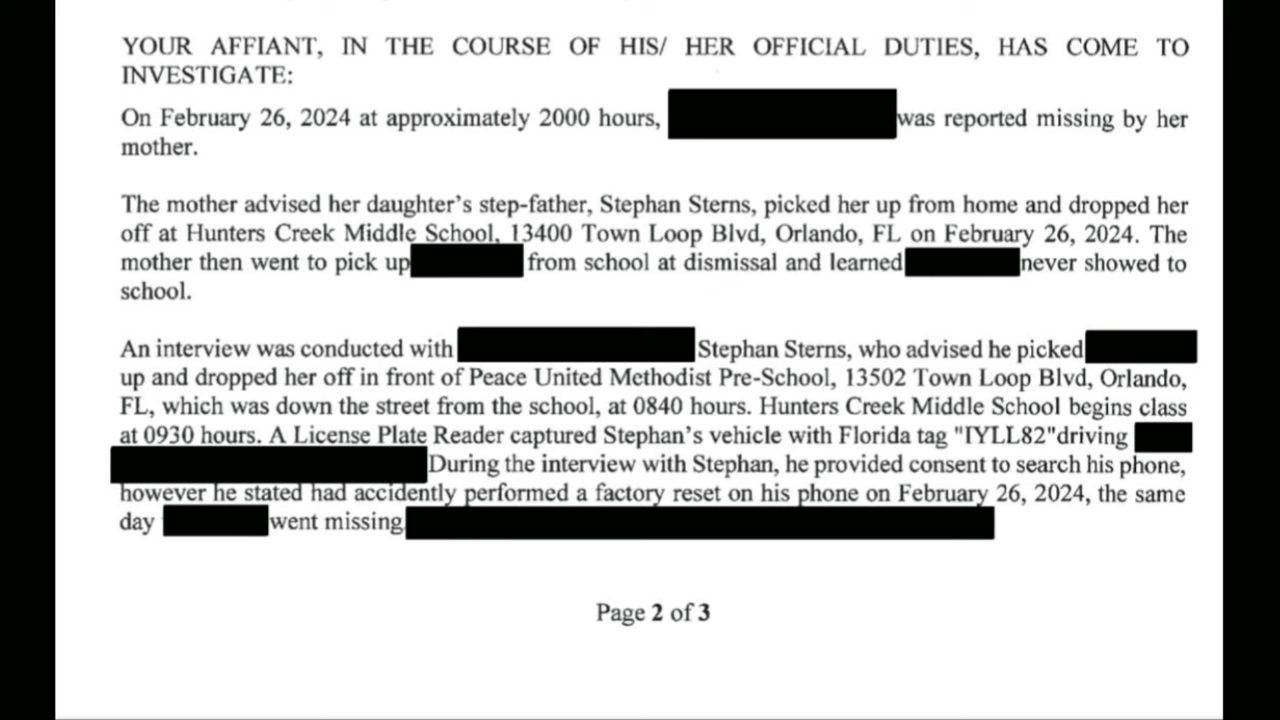 YOUR AFFIANT, IN THE COURSE OF HIS/ HER OFFICIAL DUTIES, HAS COME TO
INVESTIGATE:
On February 26, 2024 at approximately 2000 hours, was reported missing by her
mother.
The mother advised her daughter's step-father, Stephan Sterns, picked her up from home and dropped her
off at Hunters Creek Middle School, 13400 Town Loop Blvd, Orlando, FL on February 26, 2024. The
mother then went to pick up from school at dismissal and learned never showed to
school.
An interview was conducted with Stephan Sterns, who advised he picked
up and dropped her off in front of Peace United Methodist Pre-School, 13502 Town Loop Blvd, Orlando,
FL, which was down the street from the school, at 0840 hours. Hunters Creek Middle School begins class
at 0930 hours. A License Plate Reader captured Stephan's vehicle with Florida tag "IYLL82"driving
During the interview with Stephan, he provided consent to search his phone,
however he stated had accidently performed a factory reset on his phone on February 26, 2024, the same
day went missing
Page 2 of 3